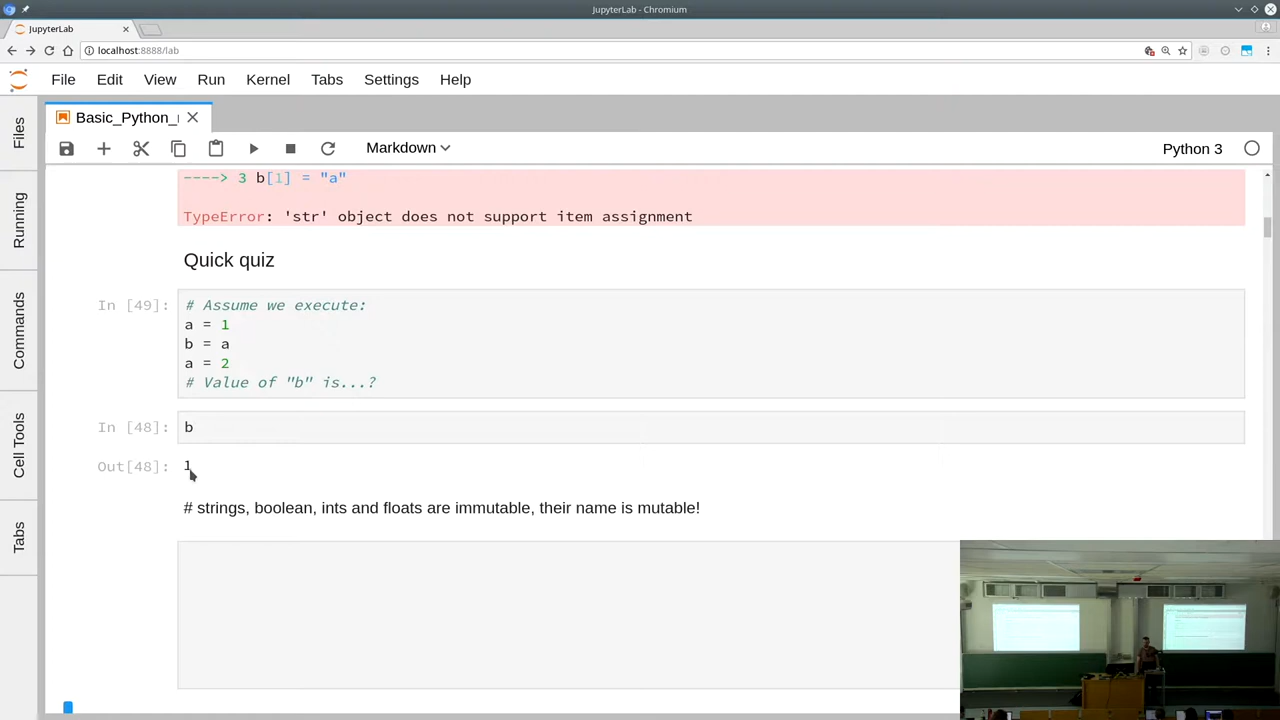 JupyterLab - Chromium
JupyterLab
localhost:8888/lab
File Edit View Run Kernel Tabs Settings Help
Basic_Python_
Markdown
Python 3
Files
Running
Commands
Cell Tools
Tabs
----> 3 b[1] = "a"
TypeError: 'str' object does not support item assignment
Quick quiz
In [49]: # Assume we execute:
a = 1
b = a
a = 2
# Value of "b" is...?
In [48]: b
Out[48]: 1
# strings, boolean, ints and floats are immutable, their name is mutable!